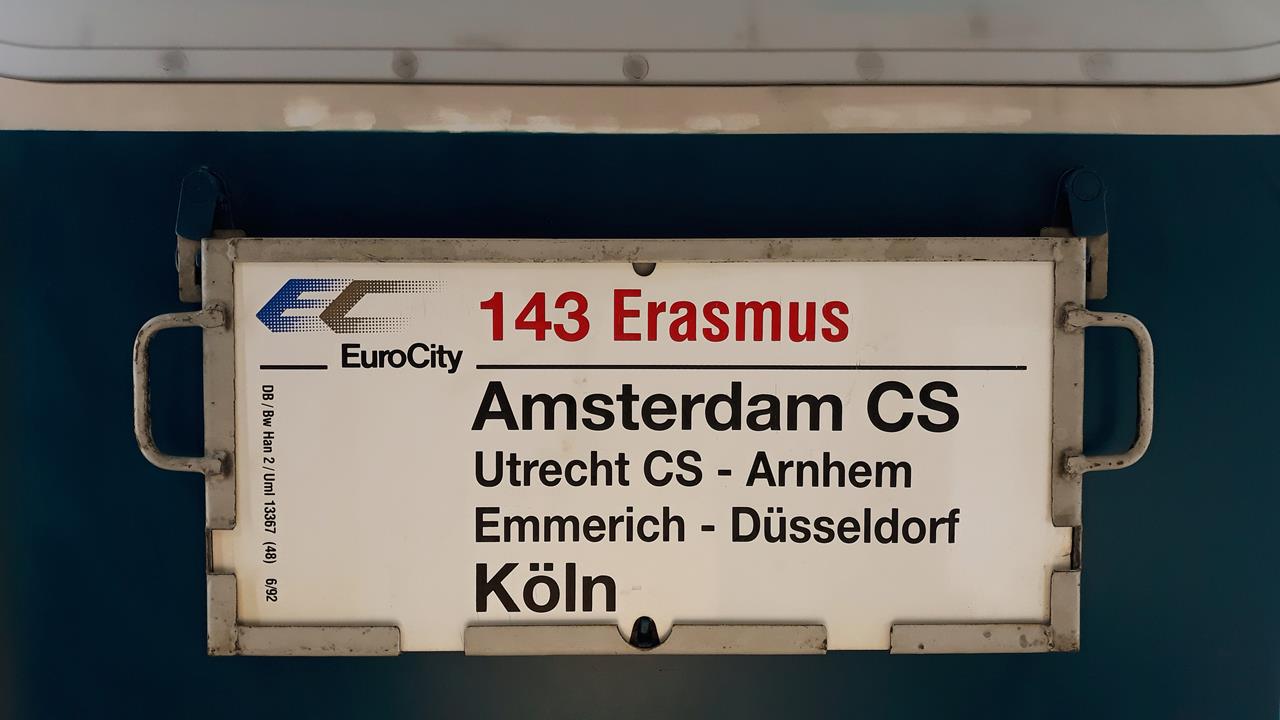 EC
EuroCity
143 Erasmus
Amsterdam CS
Utrecht CS - Arnhem
Emmerich - Düsseldorf
Köln
DB / Bw Han 2 / Uml 13367 (48) 6/92